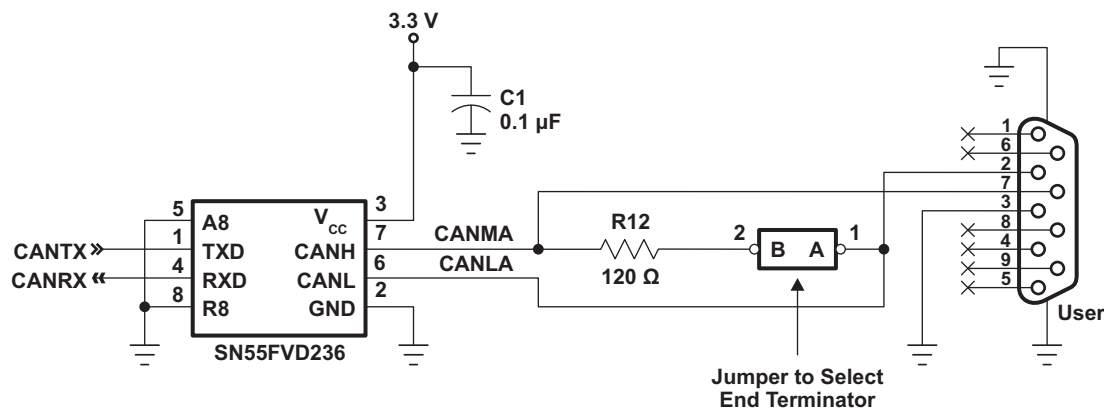 3.3 V
C1
0.1 µF
5
A8
VCC
3
CANTX
1
TXD
CANH
7
CANMA
CANRX
4
RXD
CANL
6
CANLA
8
R8
GND
2
SN55FVD236
R12
120 Ω
2
B
A
1
Jumper to Select
End Terminator
1
6
2
7
3
8
4
9
5
User